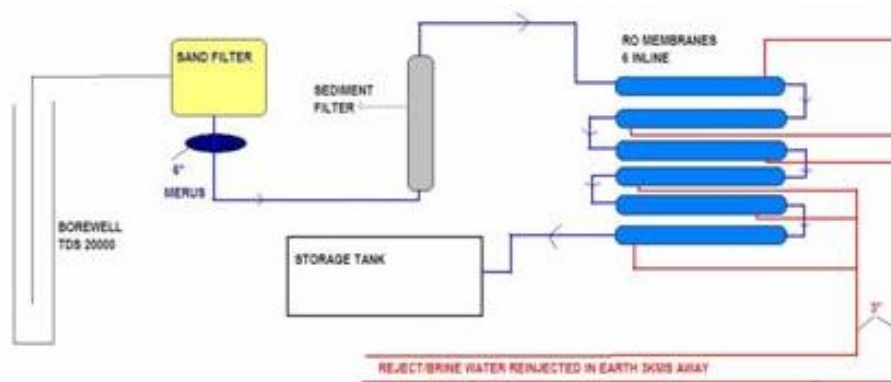 SAND FILTER
RO MEMBRANES
6 INLINE
SEDIMENT
FILTER
6"
MERUS
BOREWELL
TDS 20000
STORAGE TANK
3"
REJECT/BRINE WATER REINJECTED IN EARTH 3KMS AWAY